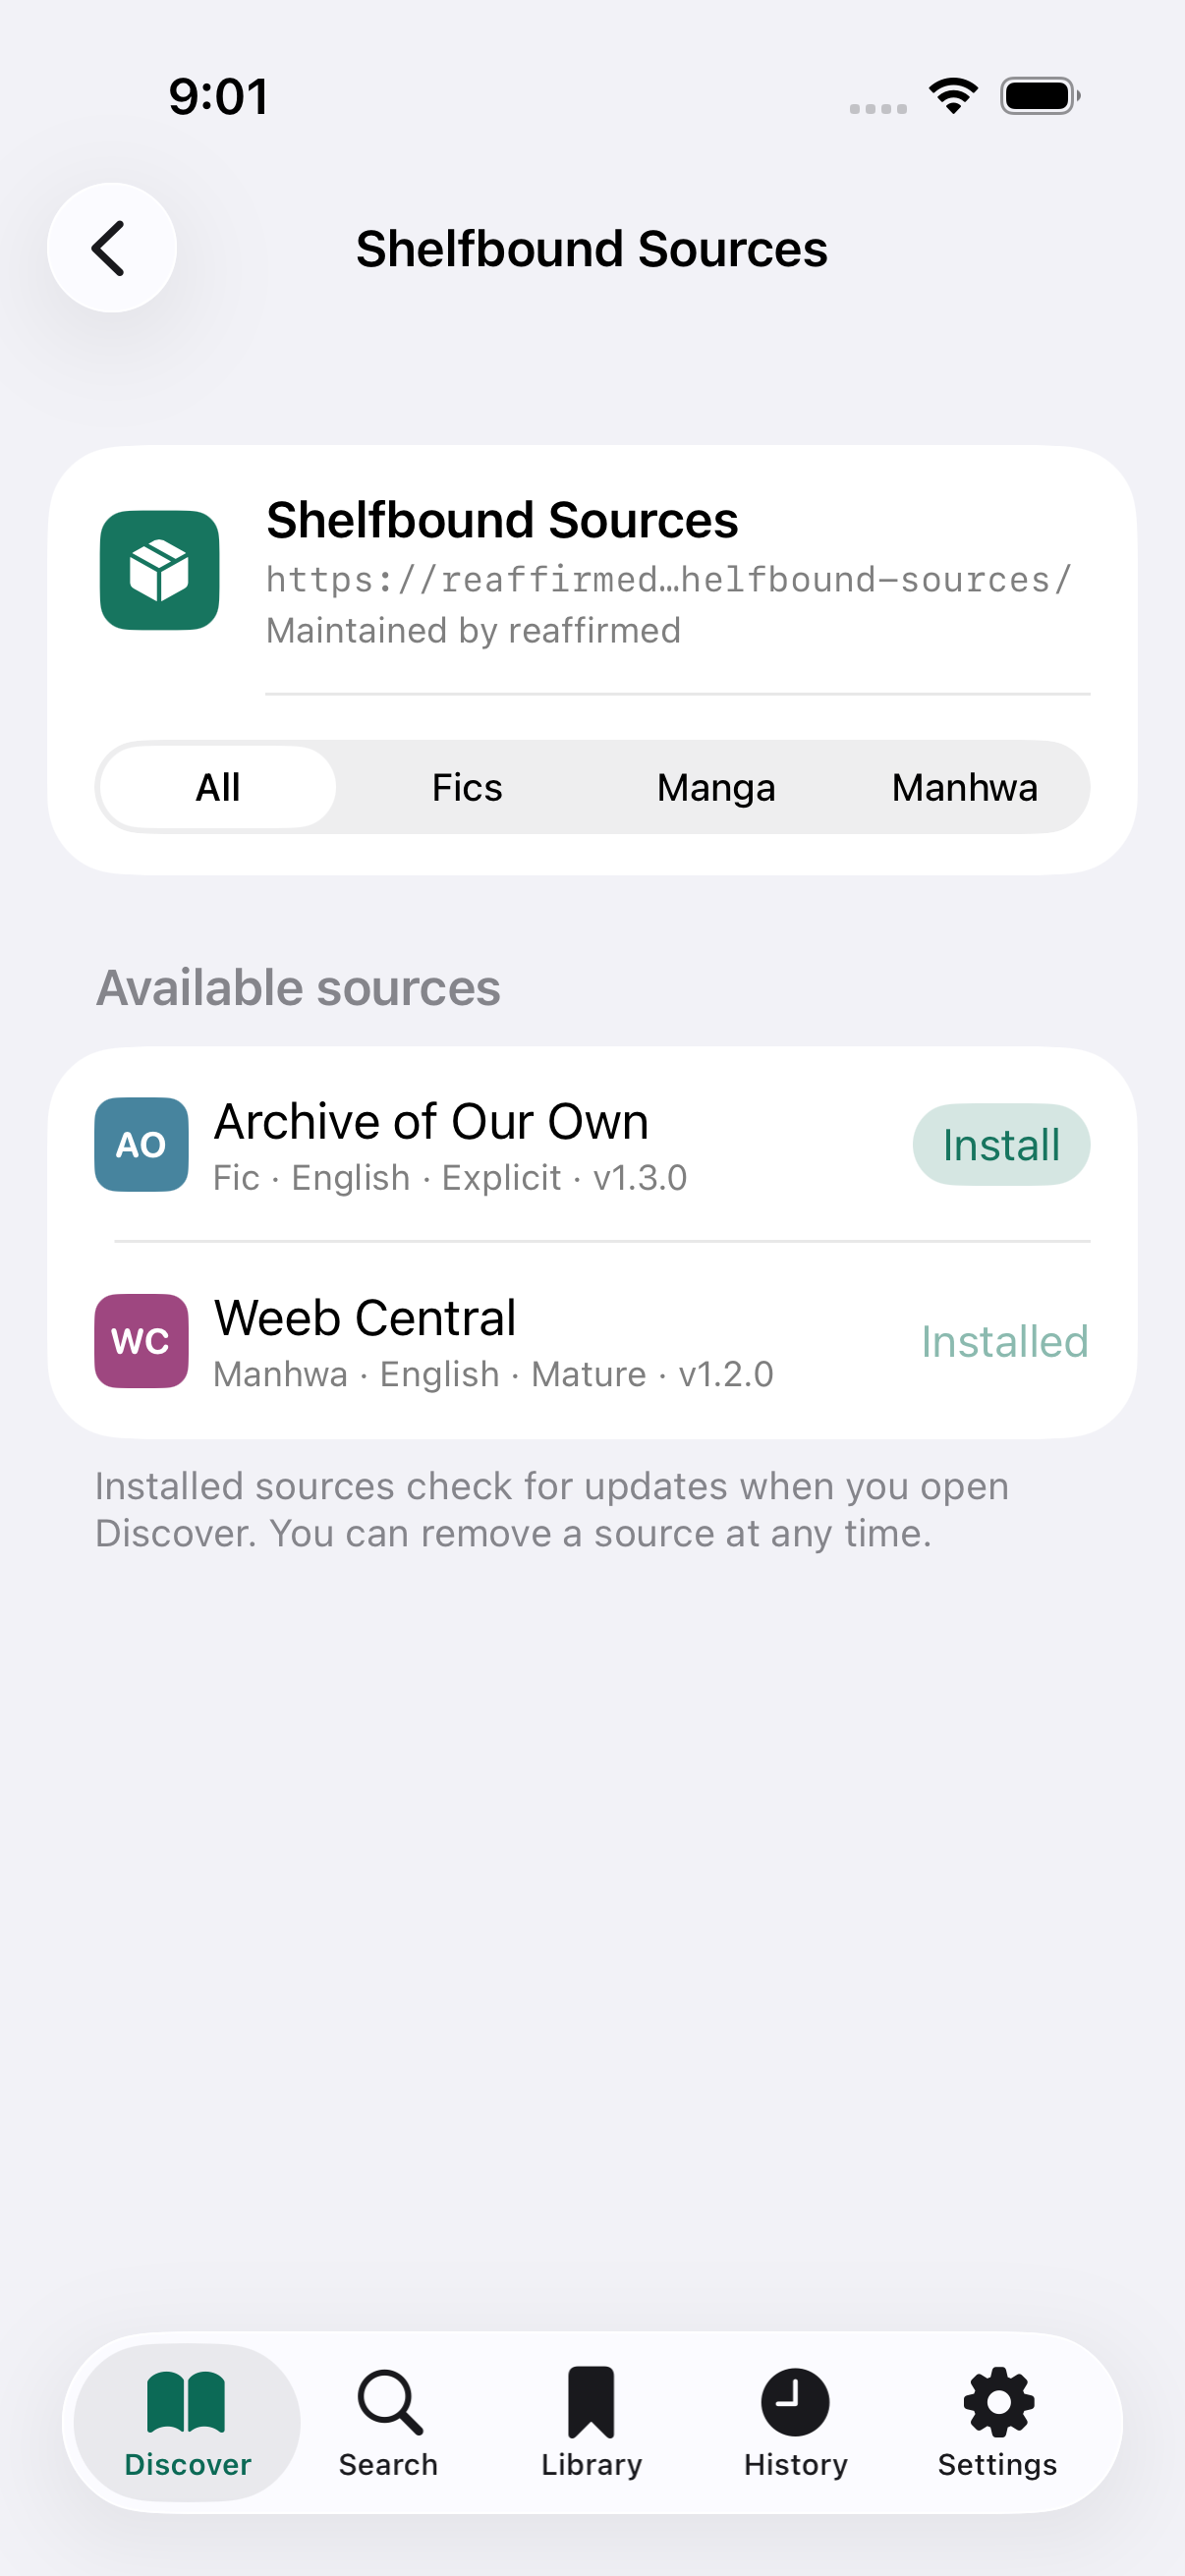 9:01
Shelfbound Sources
Shelfbound Sources
https://reaffirmed…helfbound-sources/
Maintained by reaffirmed
All
Fics
Manga
Manhwa
Available sources
AO
Archive of Our Own
Fic · English · Explicit · v1.3.0
Install
WC
Weeb Central
Manhwa · English · Mature · v1.2.0
Installed
Installed sources check for updates when you open
Discover. You can remove a source at any time.
Discover
Search
Library
History
Settings